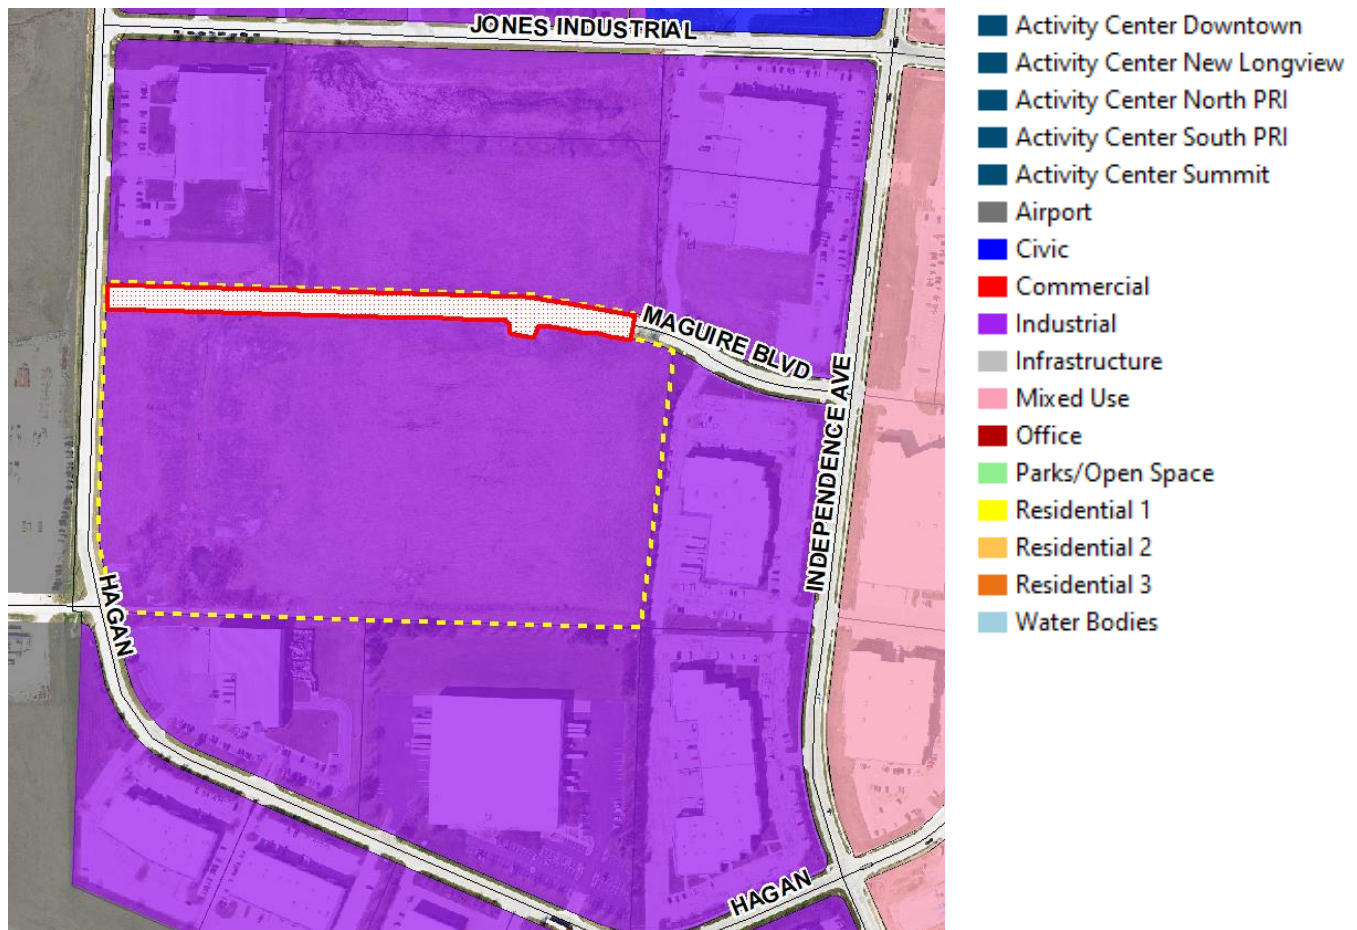 JONES INDUSTRIAL
MAGUIRE BLVD
INDEPENDENCE AVE
HAGAN
HAGAN
Activity Center Downtown
Activity Center New Longview
Activity Center North PRI
Activity Center South PRI
Activity Center Summit
Airport
Civic
Commercial
Industrial
Infrastructure
Mixed Use
Office
Parks/Open Space
Residential 1
Residential 2
Residential 3
Water Bodies